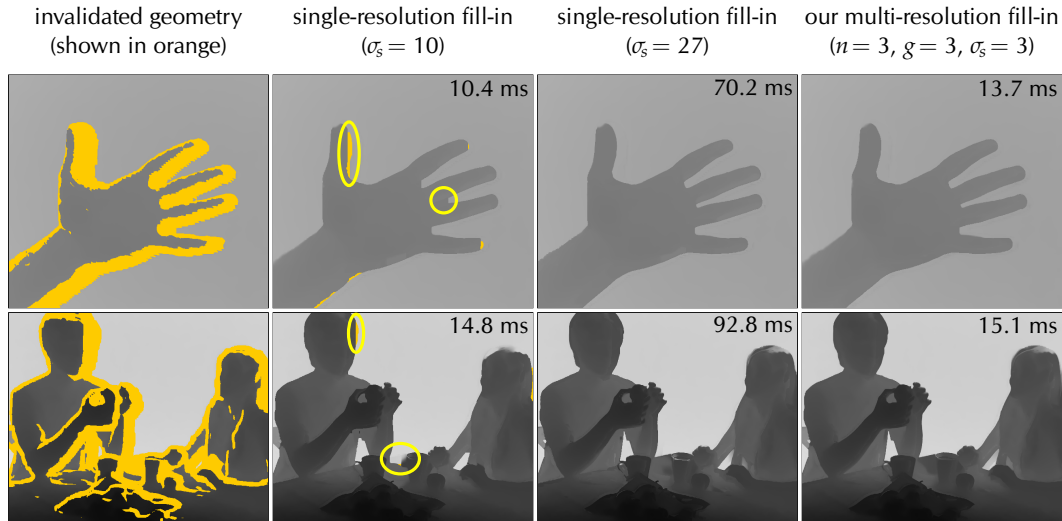 invalidated geometry
(shown in orange)
single-resolution fill-in
(σs = 10)
single-resolution fill-in
(σs = 27)
our multi-resolution fill-in
(n = 3, g = 3, σs = 3)
10.4 ms
70.2 ms
13.7 ms
14.8 ms
92.8 ms
15.1 ms